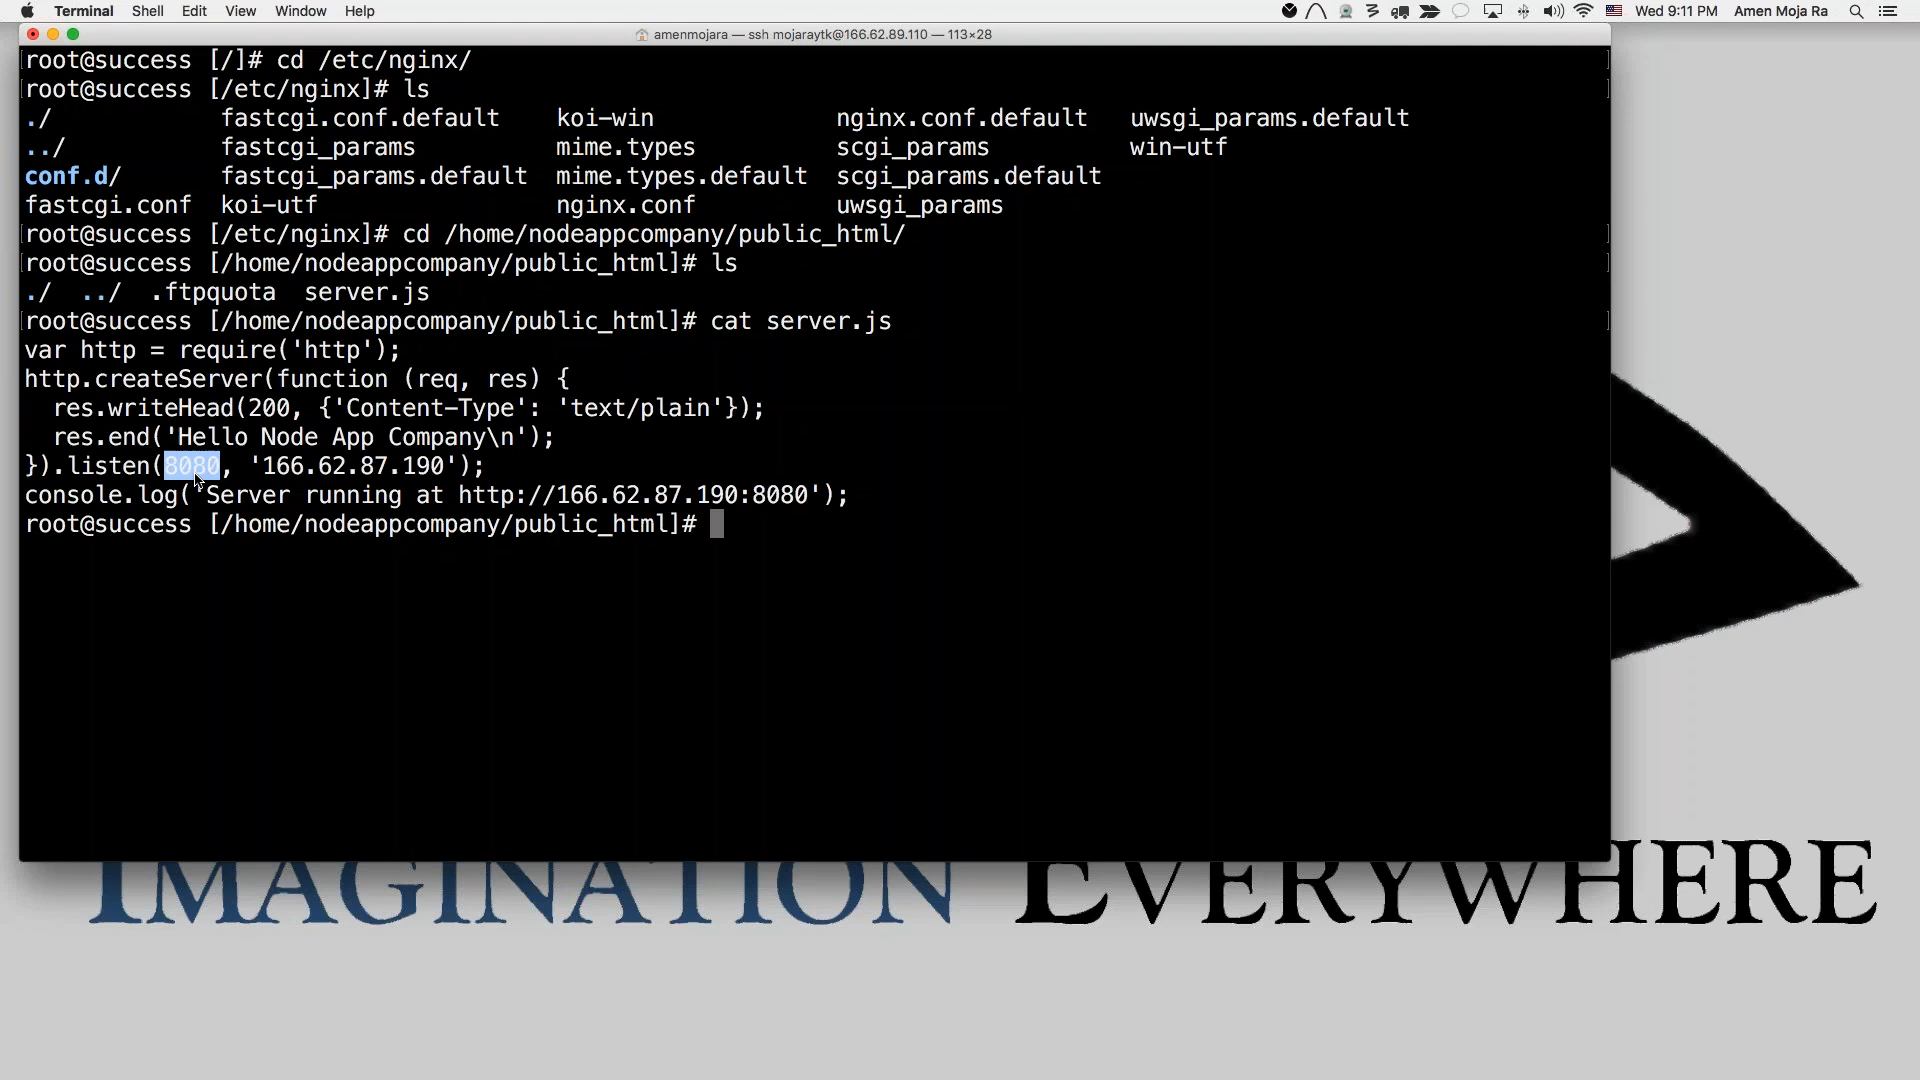 Terminal Shell Edit View Window Help Wed 9:11 PM Amen Moja Ra
amenmojara — ssh mojaraytk@166.62.89.110 — 113×28
root@success [/]# cd /etc/nginx/
root@success [/etc/nginx]# ls
./ fastcgi.conf.default koi-win nginx.conf.default uwsgi_params.default
../ fastcgi_params mime.types scgi_params win-utf
conf.d/ fastcgi_params.default mime.types.default scgi_params.default
fastcgi.conf koi-utf nginx.conf uwsgi_params
root@success [/etc/nginx]# cd /home/nodeappcompany/public_html/
root@success [/home/nodeappcompany/public_html]# ls
./ ../ .ftpquota server.js
root@success [/home/nodeappcompany/public_html]# cat server.js
var http = require('http');
http.createServer(function (req, res) {
  res.writeHead(200, {'Content-Type': 'text/plain'});
  res.end('Hello Node App Company\n');
}).listen(8080, '166.62.87.190');
console.log('Server running at http://166.62.87.190:8080');
root@success [/home/nodeappcompany/public_html]#
IMAGINATION EVERYWHERE